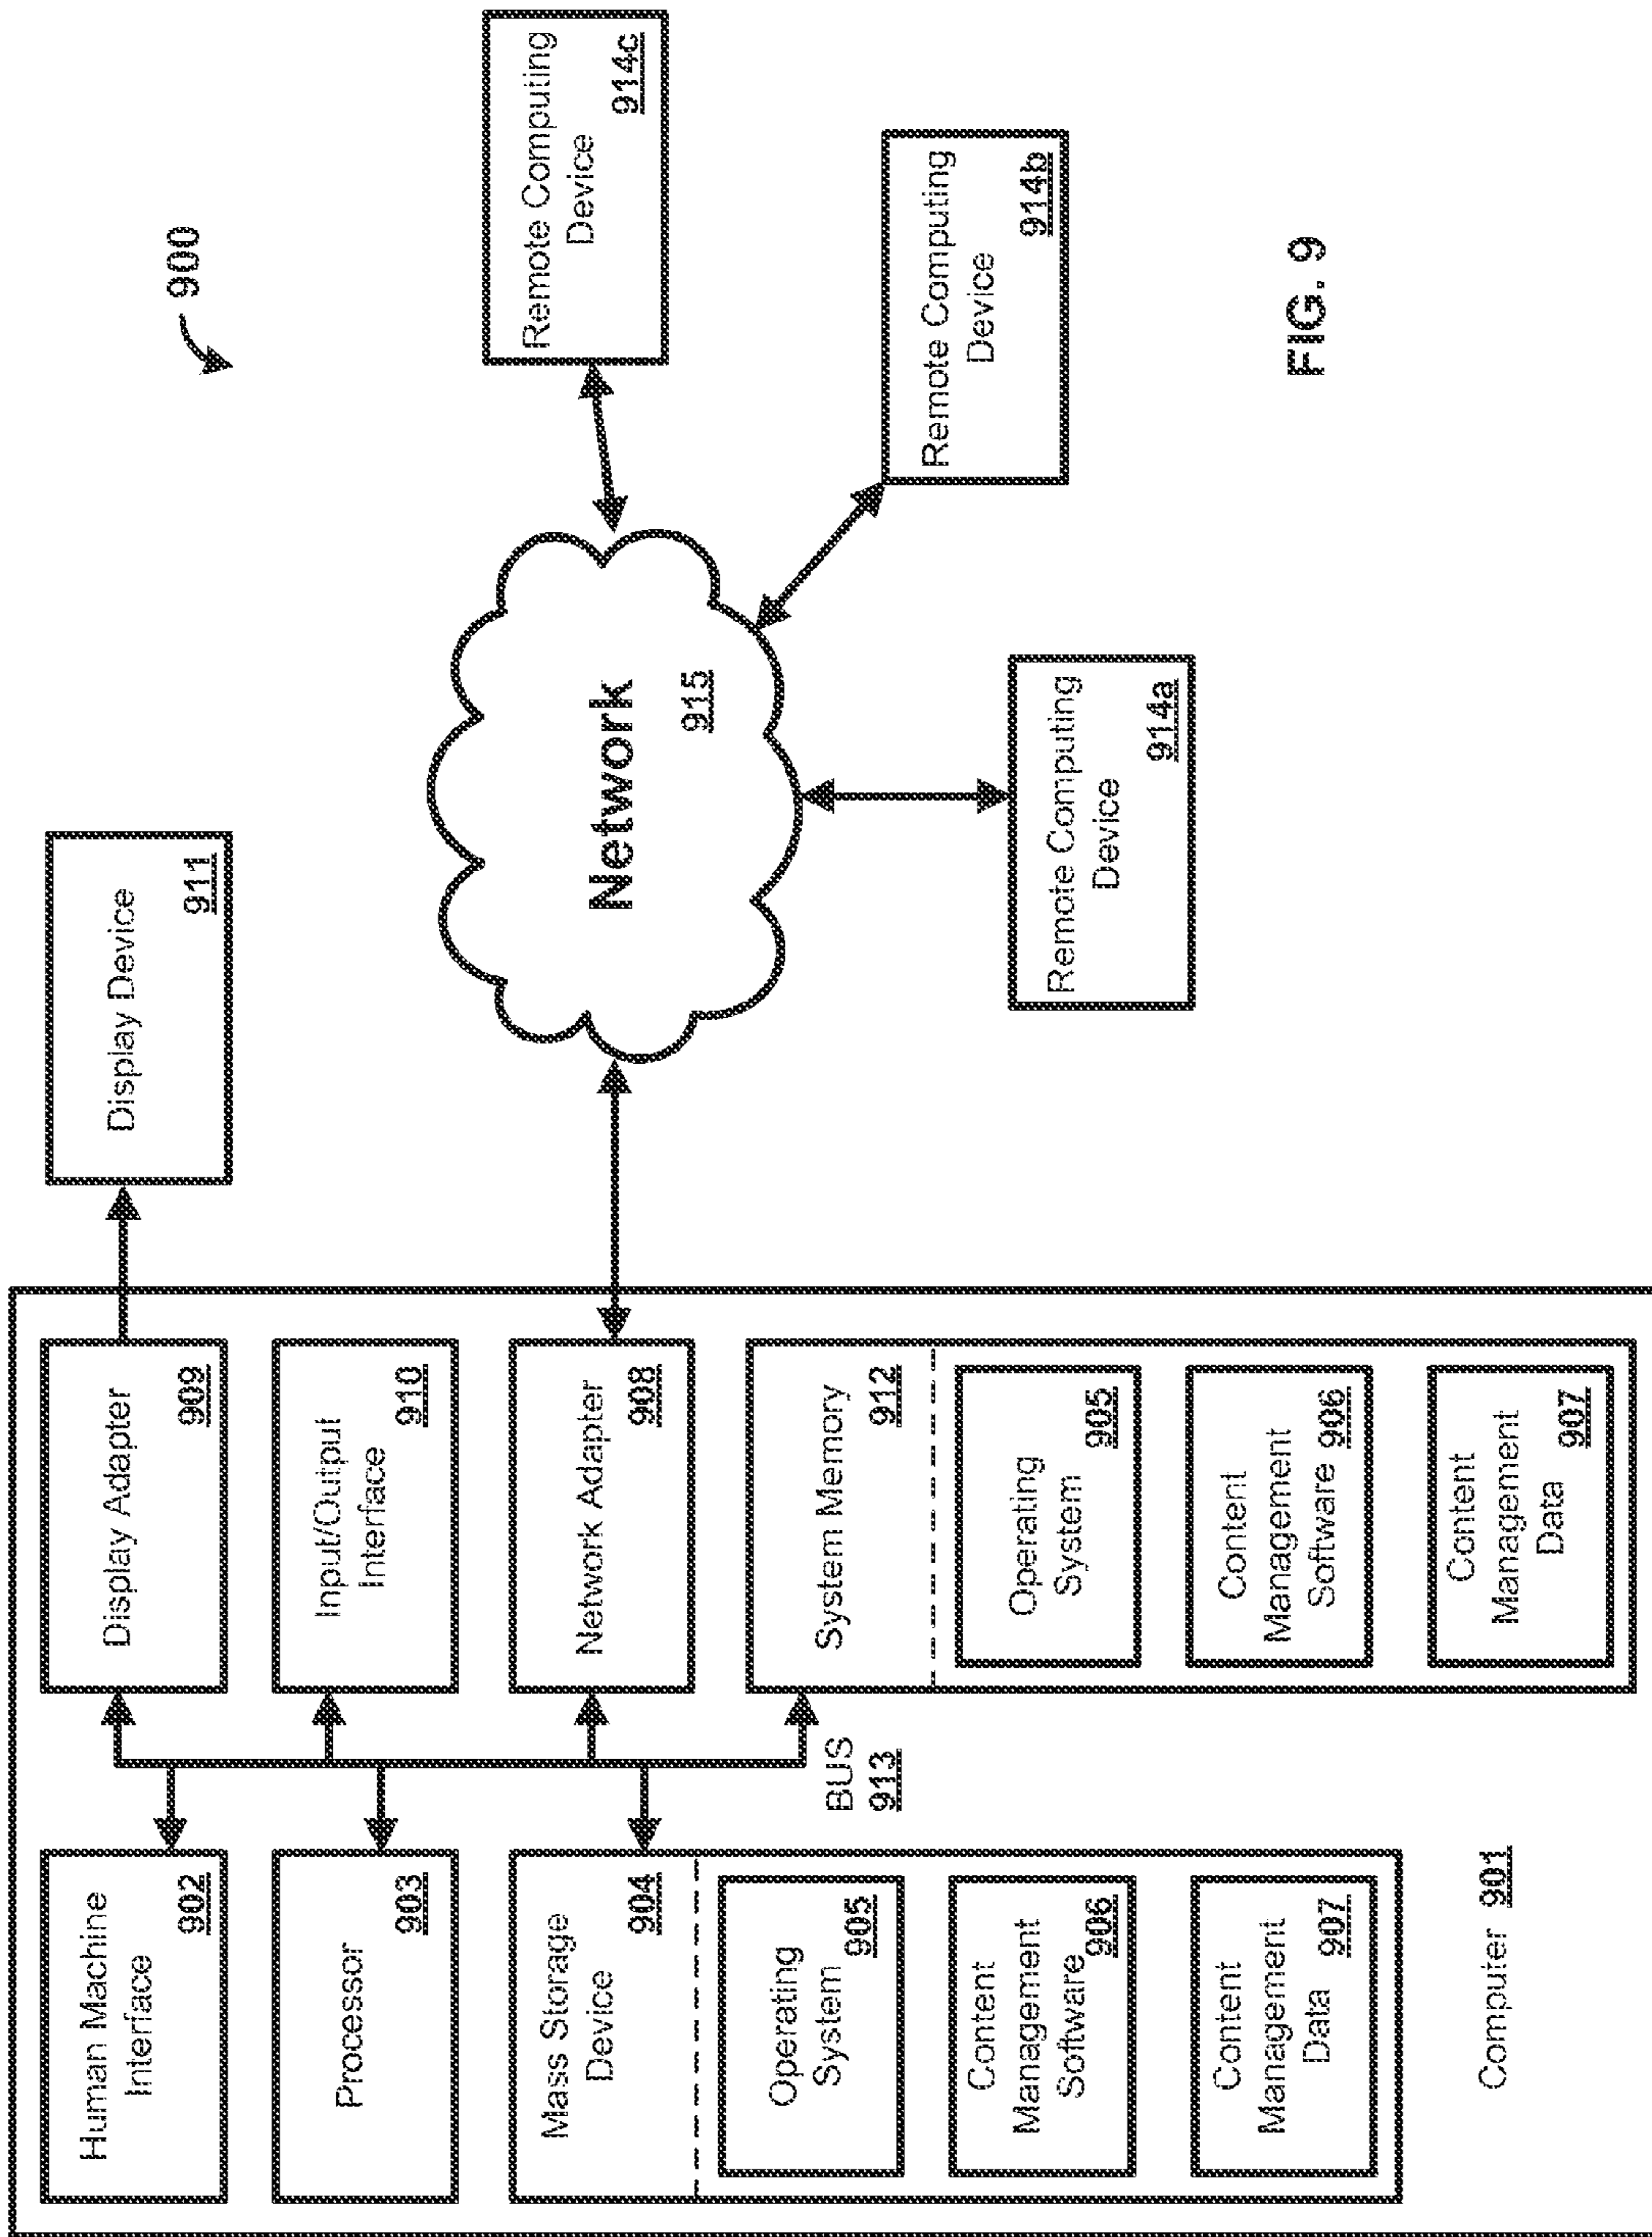 900
Human Machine
Interface
902
Processor
903
Mass Storage
Device
904
Operating
System
905
Content
Management
Software
906
Content
Management
Data
907
Computer 901
BUS
913
Display Adapter
909
Input/Output
Interface
910
Network Adapter
908
System Memory
912
Operating
System
905
Content
Management
Software 906
Content
Management
Data
907
Display Device
911
Network
915
Remote Computing
Device
914a
Remote Computing
Device
914b
Remote Computing
Device
914c
FIG. 9